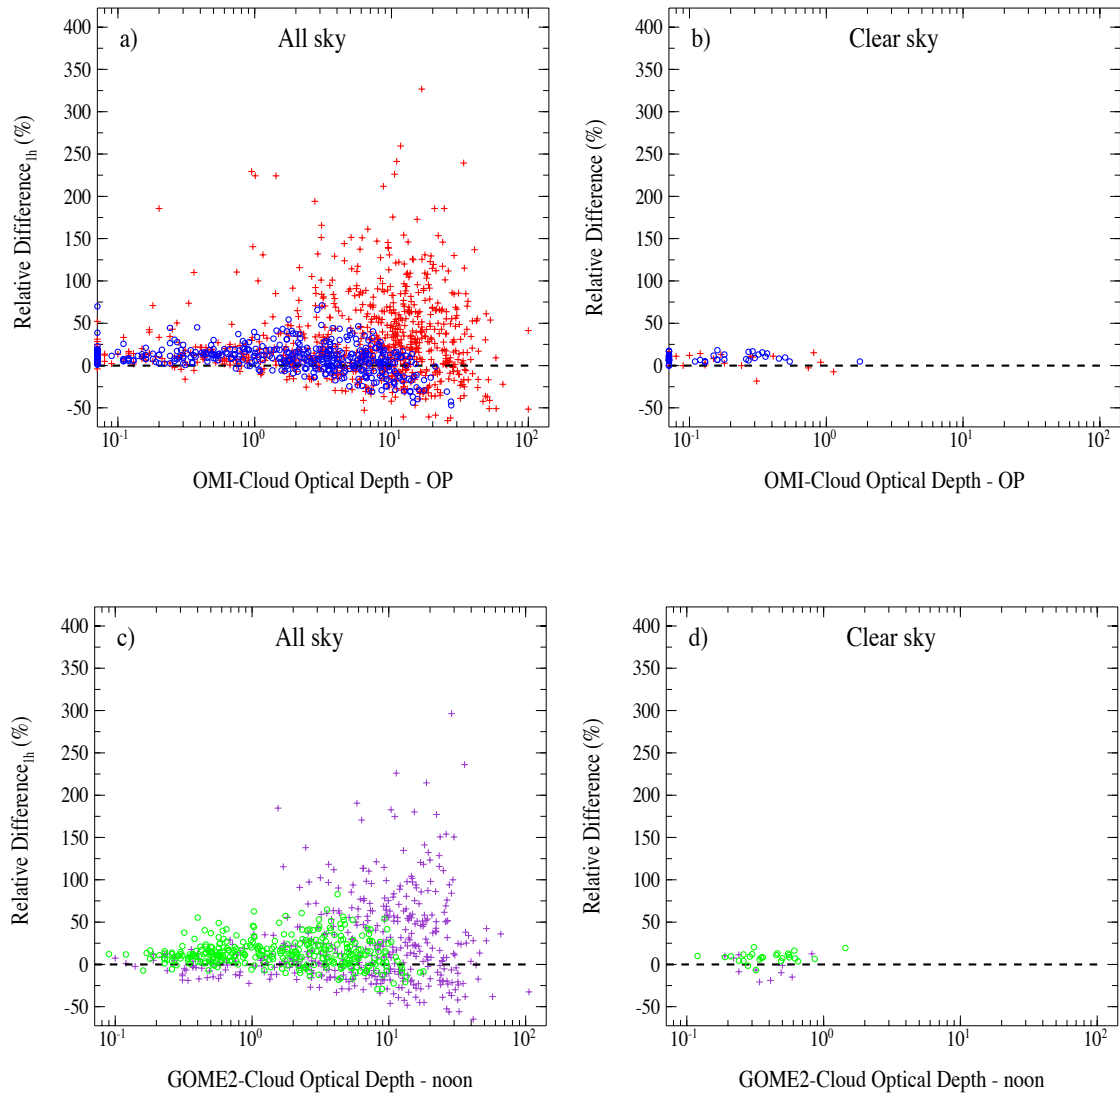 a) All sky
400
350
300
250
200
150
100
50
0
-50
Relative Difference1h (%)
10-1 100 101 102
OMI-Cloud Optical Depth - OP
b) Clear sky
400
350
300
250
200
150
100
50
0
-50
Relative Difference (%)
10-1 100 101 102
OMI-Cloud Optical Depth - OP
c) All sky
400
350
300
250
200
150
100
50
0
-50
Relative Difference1h (%)
10-1 100 101 102
GOME2-Cloud Optical Depth - noon
d) Clear sky
400
350
300
250
200
150
100
50
0
-50
Relative Difference (%)
10-1 100 101 102
GOME2-Cloud Optical Depth - noon